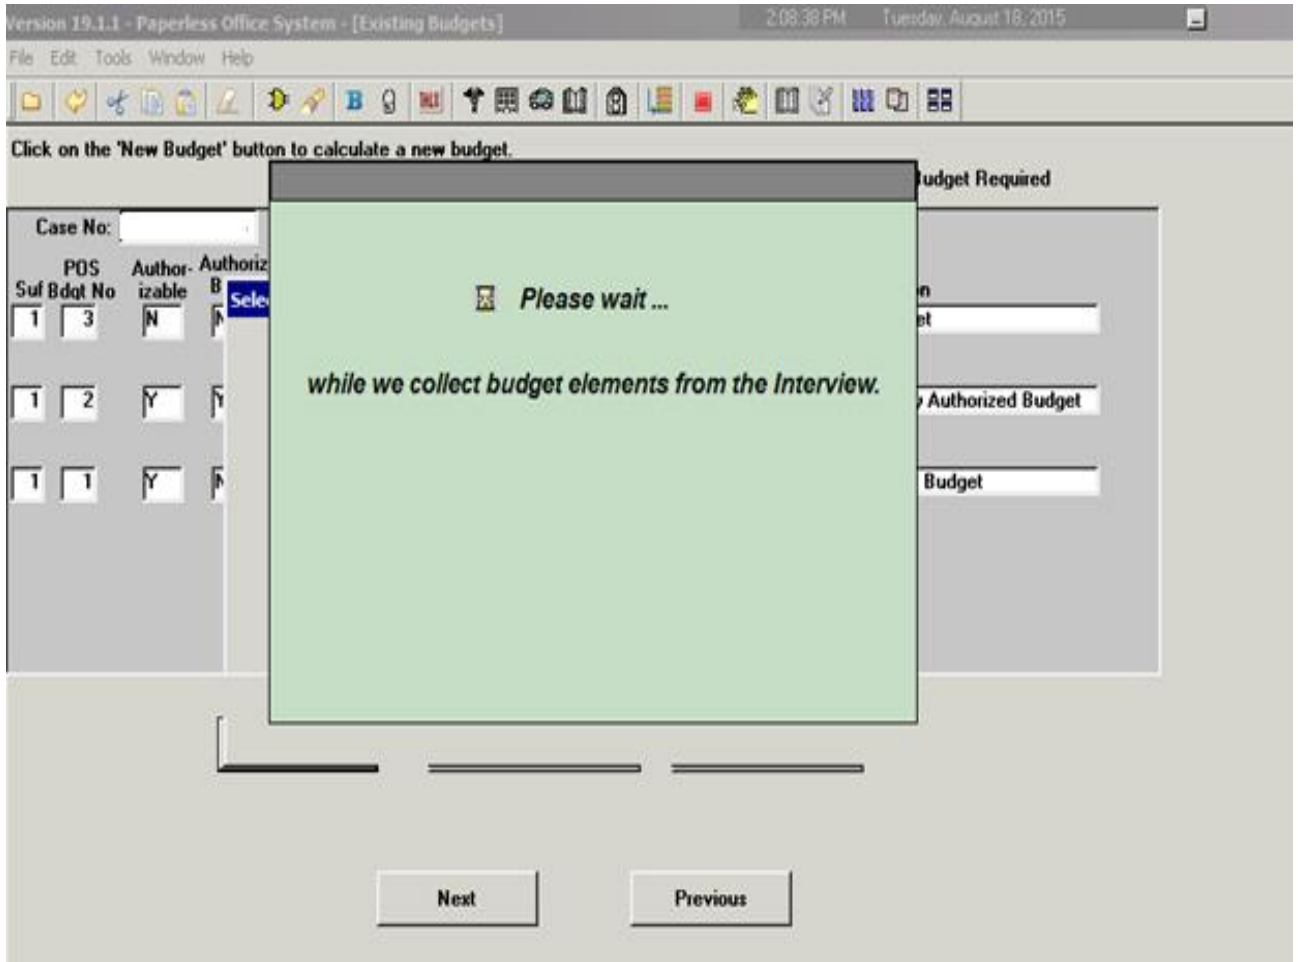 Version 19.1.1 - Paperless Office System - [Existing Budgets] 2:08:38 PM Tuesday, August 18, 2015
File Edit Tools Window Help
Click on the 'New Budget' button to calculate a new budget.
Budget Required
Case No:
POS Author- Authoriz
Suf Bdgt No izable B
Selec
on
1 3 N N et
Please wait ...
while we collect budget elements from the Interview.
1 2 Y Y y Authorized Budget
1 1 Y N Budget
Next Previous